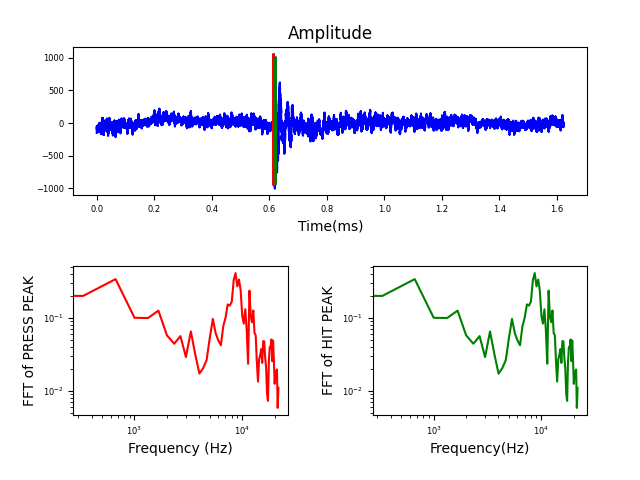 Amplitude
1000
500
0
−500
−1000
0.0 0.2 0.4 0.6 0.8 1.0 1.2 1.4 1.6
Time(ms)
FFT of PRESS PEAK
10⁻¹
10⁻²
10³ 10⁴
Frequency (Hz)
FFT of HIT PEAK
10⁻¹
10⁻²
10³ 10⁴
Frequency(Hz)